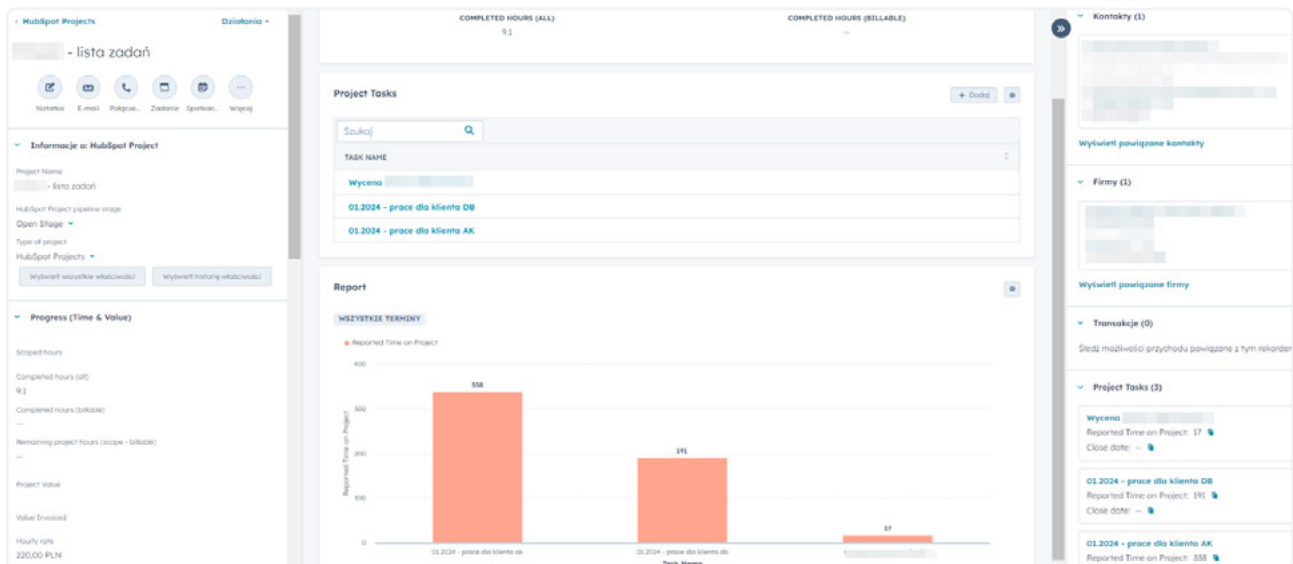 ‹ HubSpot Projects
Działania
- lista zadań
Notatka E-mail Połącze... Zadanie Spotkan... Więcej
Informacje o: HubSpot Project
Project Name
- lista zadań
HubSpot Project pipeline stage
Open Stage
Type of project
HubSpot Projects
Wyświetl wszystkie właściwości Wyświetl historię właściwości
Progress (Time & Value)
Scoped hours
Completed hours (all)
9.1
Completed hours (billable)
--
Remaining project hours (scope - billable)
--
Project Value
Value Invoiced
Hourly rate
220,00 PLN
COMPLETED HOURS (ALL)
9.1
COMPLETED HOURS (BILLABLE)
--
Project Tasks
+ Dodaj
Szukaj
TASK NAME
Wycena
01.2024 - prace dla klienta DB
01.2024 - prace dla klienta AK
Report
WSZYSTKIE TERMINY
Reported Time on Project
400
300
200
100
0
Reported Time on Project
338
191
17
01.2024 - prace dla klienta ak
01.2024 - prace dla klienta db
Task Name
»
Kontakty (1)
Wyświetl powiązane kontakty
Firmy (1)
Wyświetl powiązane firmy
Transakcje (0)
Śledź możliwości przychodu powiązane z tym rekordem
Project Tasks (3)
Wycena
Reported Time on Project: 17
Close date: --
01.2024 - prace dla klienta DB
Reported Time on Project: 191
Close date: --
01.2024 - prace dla klienta AK
Reported Time on Project: 338